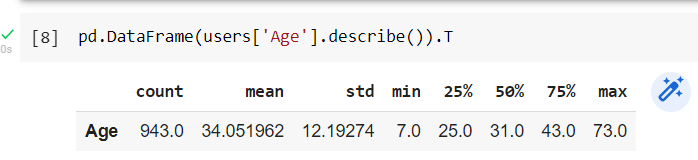 [8] pd.DataFrame(users['Age'].describe()).T
0s
count mean std min 25% 50% 75% max
Age 943.0 34.051962 12.19274 7.0 25.0 31.0 43.0 73.0